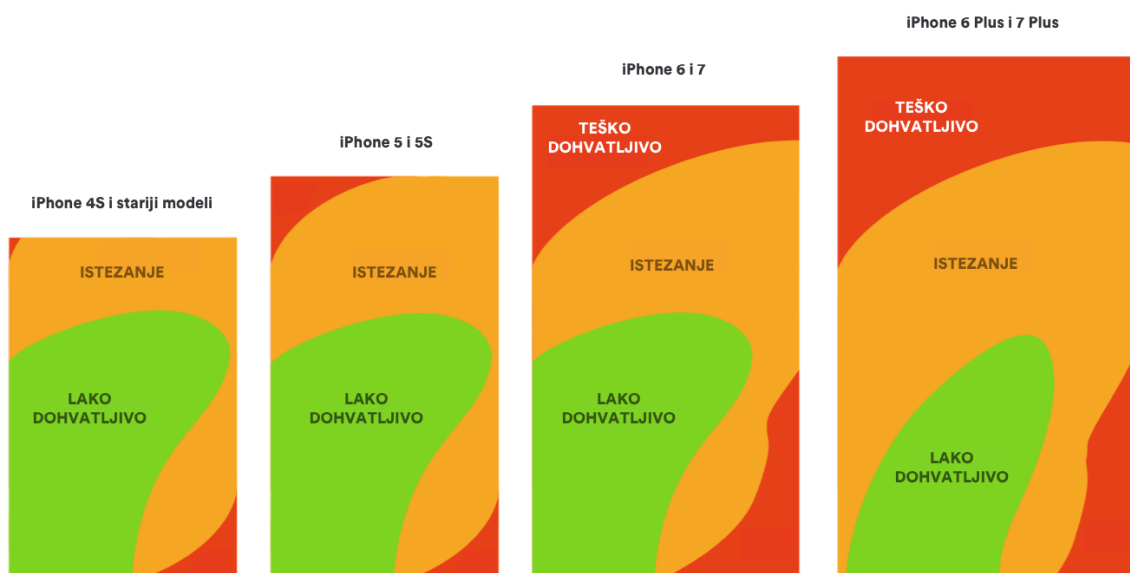 iPhone 4S i stariji modeli
ISTEZANJE
LAKO
DOHVATLJIVO
iPhone 5 i 5S
ISTEZANJE
LAKO
DOHVATLJIVO
iPhone 6 i 7
TEŠKO
DOHVATLJIVO
ISTEZANJE
LAKO
DOHVATLJIVO
iPhone 6 Plus i 7 Plus
TEŠKO
DOHVATLJIVO
ISTEZANJE
LAKO
DOHVATLJIVO